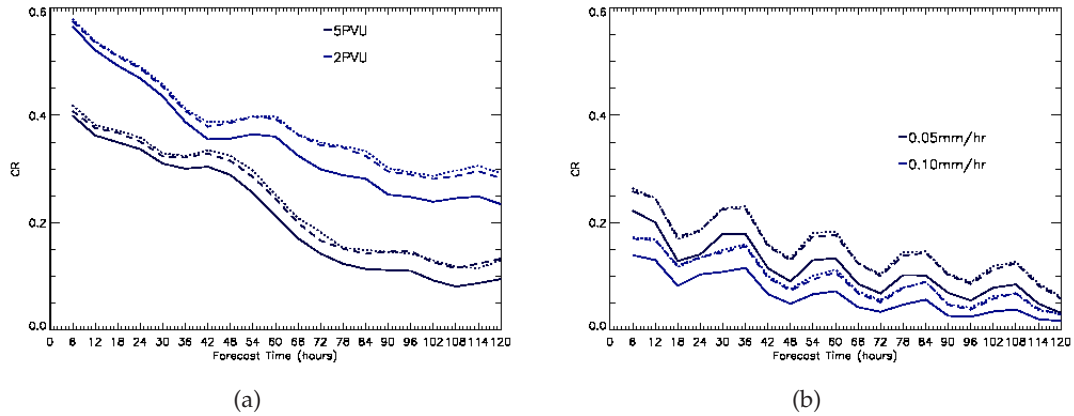 0.6
0.4
0.2
0.0
CR
5PVU
2PVU
0 6 12 18 24 30 36 42 48 54 60 66 72 78 84 90 96 102 108 114 120
Forecast Time (hours)
(a)
0.6
0.4
0.2
0.0
CR
0.05mm/hr
0.10mm/hr
0 6 12 18 24 30 36 42 48 54 60 66 72 78 84 90 96 102 108 114 120
Forecast Time (hours)
(b)